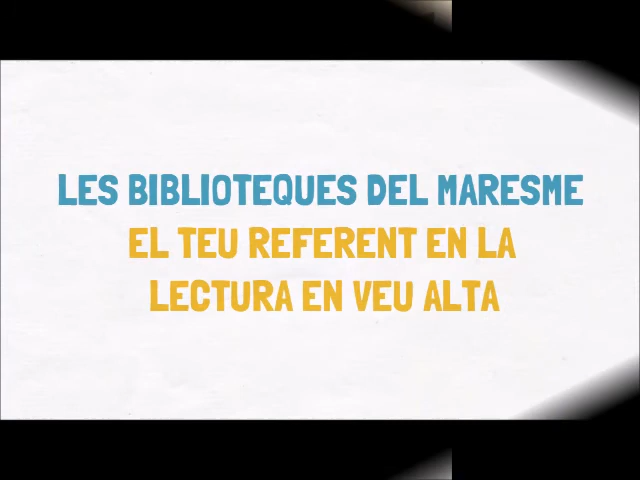 LES BIBLIOTEQUES DEL MARESME
EL TEU REFERENT EN LA
LECTURA EN VEU ALTA